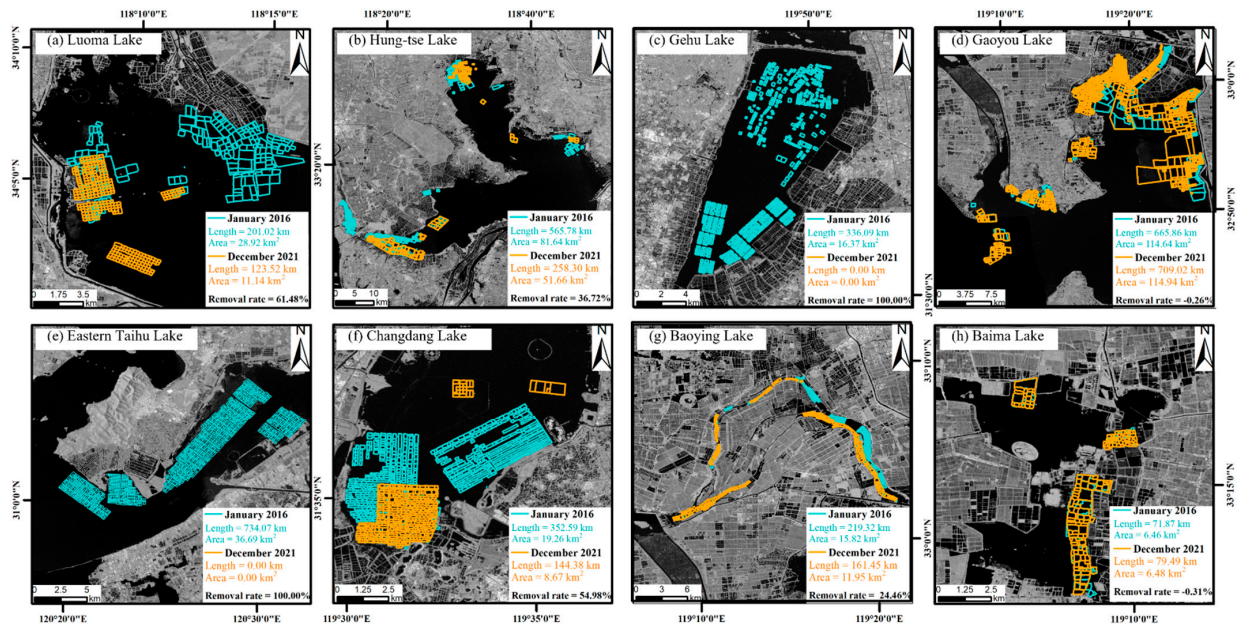 118°10'0"E
118°15'0"E
118°20'0"E
118°40'0"E
119°50'0"E
119°10'0"E
119°20'0"E
34°10'0"N
34°5'0"N
(a) Luoma Lake
N
January 2016
Length = 201.02 km
Area = 28.92 km²
December 2021
Length = 123.52 km
Area = 11.14 km²
Removal rate = 61.48%
0 1.75 3.5
km
33°20'0"N
(b) Hung-tse Lake
N
January 2016
Length = 565.78 km
Area = 81.64 km²
December 2021
Length = 258.30 km
Area = 51.66 km²
Removal rate = 36.72%
0 5 10
km
(c) Gehu Lake
N
January 2016
Length = 336.09 km
Area = 16.37 km²
December 2021
Length = 0.00 km
Area = 0.00 km²
Removal rate = 100.00%
0 2 4
km
31°30'0"N
(d) Gaoyou Lake
N
33°0'0"N
32°50'0"N
January 2016
Length = 665.86 km
Area = 114.64 km²
December 2021
Length = 709.02 km
Area = 114.94 km²
Removal rate = -0.26%
0 3.75 7.5
km
31°0'0"N
(e) Eastern Taihu Lake
N
January 2016
Length = 734.07 km
Area = 36.69 km²
December 2021
Length = 0.00 km
Area = 0.00 km²
Removal rate = 100.00%
0 2.5 5
km
31°35'0"N
(f) Changdang Lake
N
January 2016
Length = 352.59 km
Area = 19.26 km²
December 2021
Length = 144.38 km
Area = 8.67 km²
Removal rate = 54.98%
0 1.25 2.5
km
(g) Baoying Lake
N
33°10'0"N
33°0'0"N
January 2016
Length = 219.32 km
Area = 15.82 km²
December 2021
Length = 161.45 km
Area = 11.95 km²
Removal rate = 24.46%
0 3 6
km
(h) Baima Lake
N
33°15'0"N
January 2016
Length = 71.87 km
Area = 6.46 km²
December 2021
Length = 79.49 km
Area = 6.48 km²
Removal rate = -0.31%
0 1.25 2.5
km
120°20'0"E
120°30'0"E
119°30'0"E
119°35'0"E
119°10'0"E
119°20'0"E
119°10'0"E